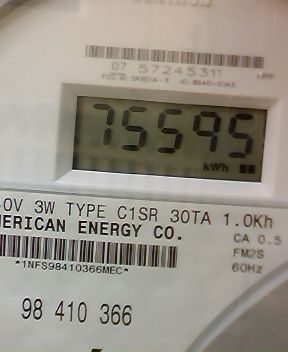 07 57245311
75595
kWh
0V 3W TYPE C1SR 30TA 1.0Kh
MERICAN ENERGY CO.
CA 0.5
FM2S
60Hz
*1NFS98410366MEC*
98 410 366